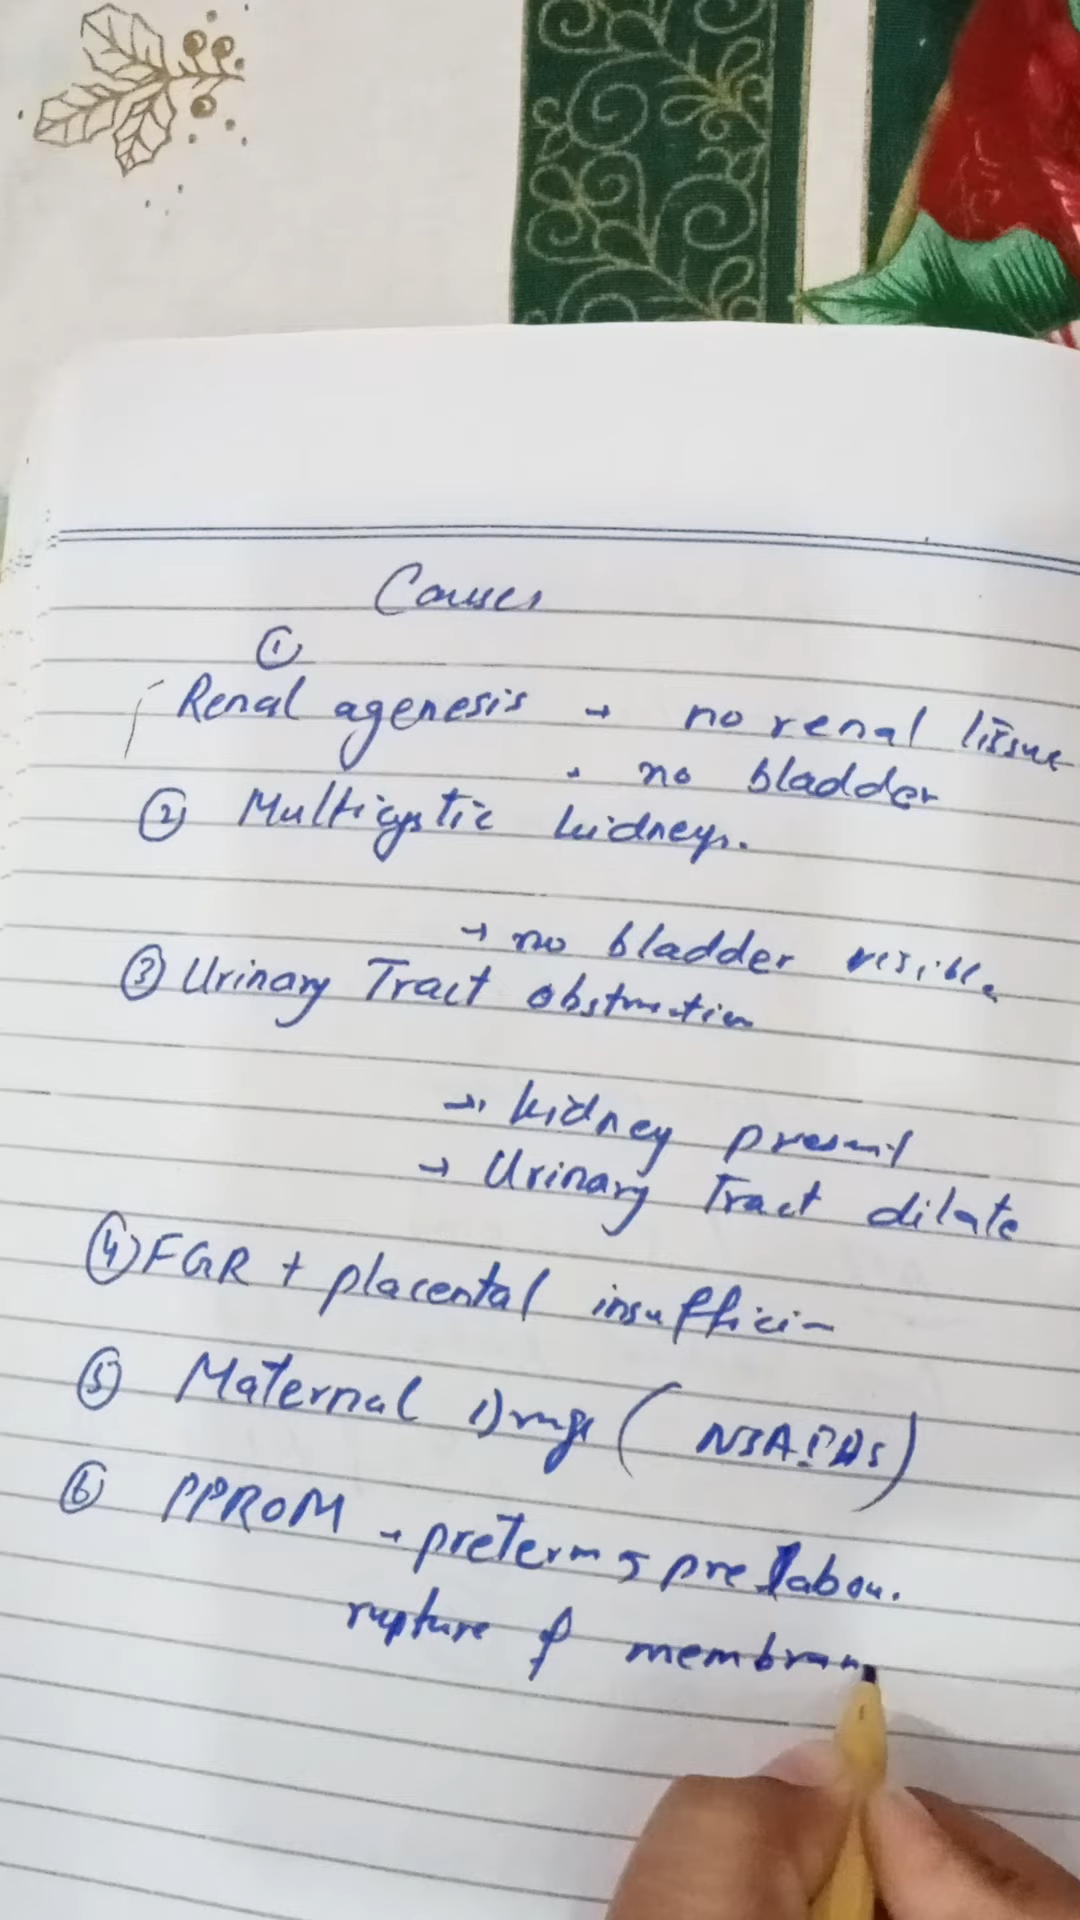 Causes
①
Renal agenesis → no renal tissue
. no bladder
② Multicystic kidneys.
→ no bladder visible
③ Urinary Tract obstruction
→ kidney present
→ Urinary Tract dilate
④ FGR + placental insuffici
⑤ Maternal Drugs (NSAIDs)
⑥ PPROM → preterm prelabou.
rupture of membran